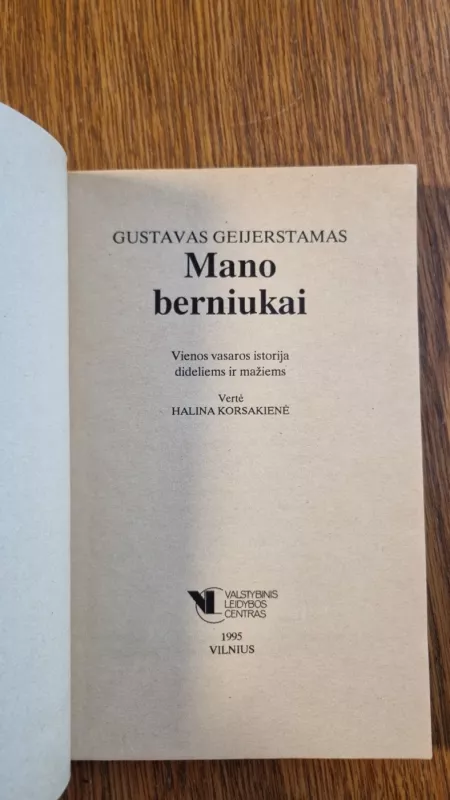 GUSTAVAS GEIJERSTAMAS
Mano
berniukai
Vienos vasaros istorija
dideliems ir mažiems
Vertė
HALINA KORSAKIENĖ
VALSTYBINIS
LEIDYBOS
CENTRAS
1995
VILNIUS